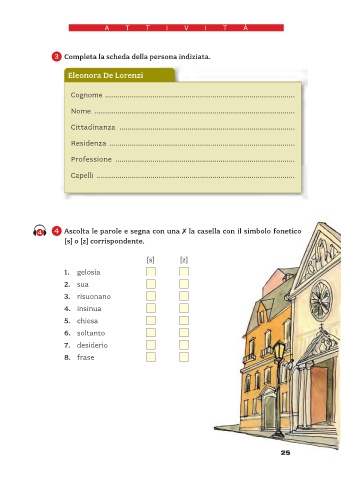 ATTIVITÀ
3 Completa la scheda della persona indiziata.
Eleonora De Lorenzi
Cognome ........................................
Nome ........................................
Cittadinanza ........................................
Residenza ........................................
Professione ........................................
Capelli ........................................
4 4 Ascolta le parole e segna con una ✗ la casella con il simbolo fonetico
[s] o [z] corrispondente.
[s] [z]
1. gelosia
2. sua
3. risuonano
4. insinua
5. chiesa
6. soltanto
7. desiderio
8. frase
25